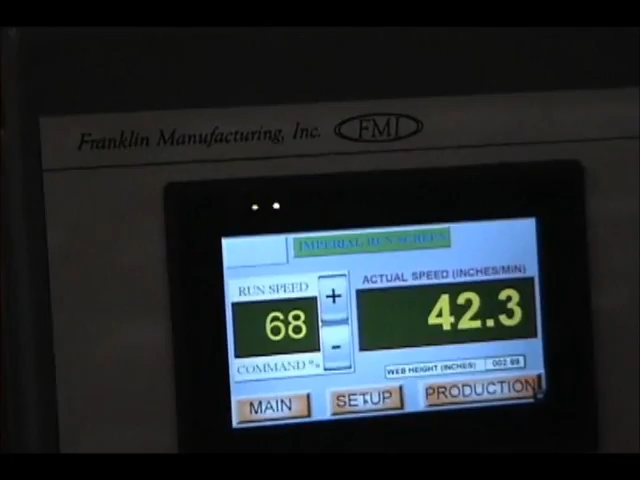 Franklin Manufacturing, Inc. FMI
IMPERIAL RUN SCREEN
RUN SPEED
+
68
-
COMMAND %
ACTUAL SPEED (INCHES/MIN)
42.3
WEB HEIGHT (INCHES)
MAIN
SETUP
PRODUCTION